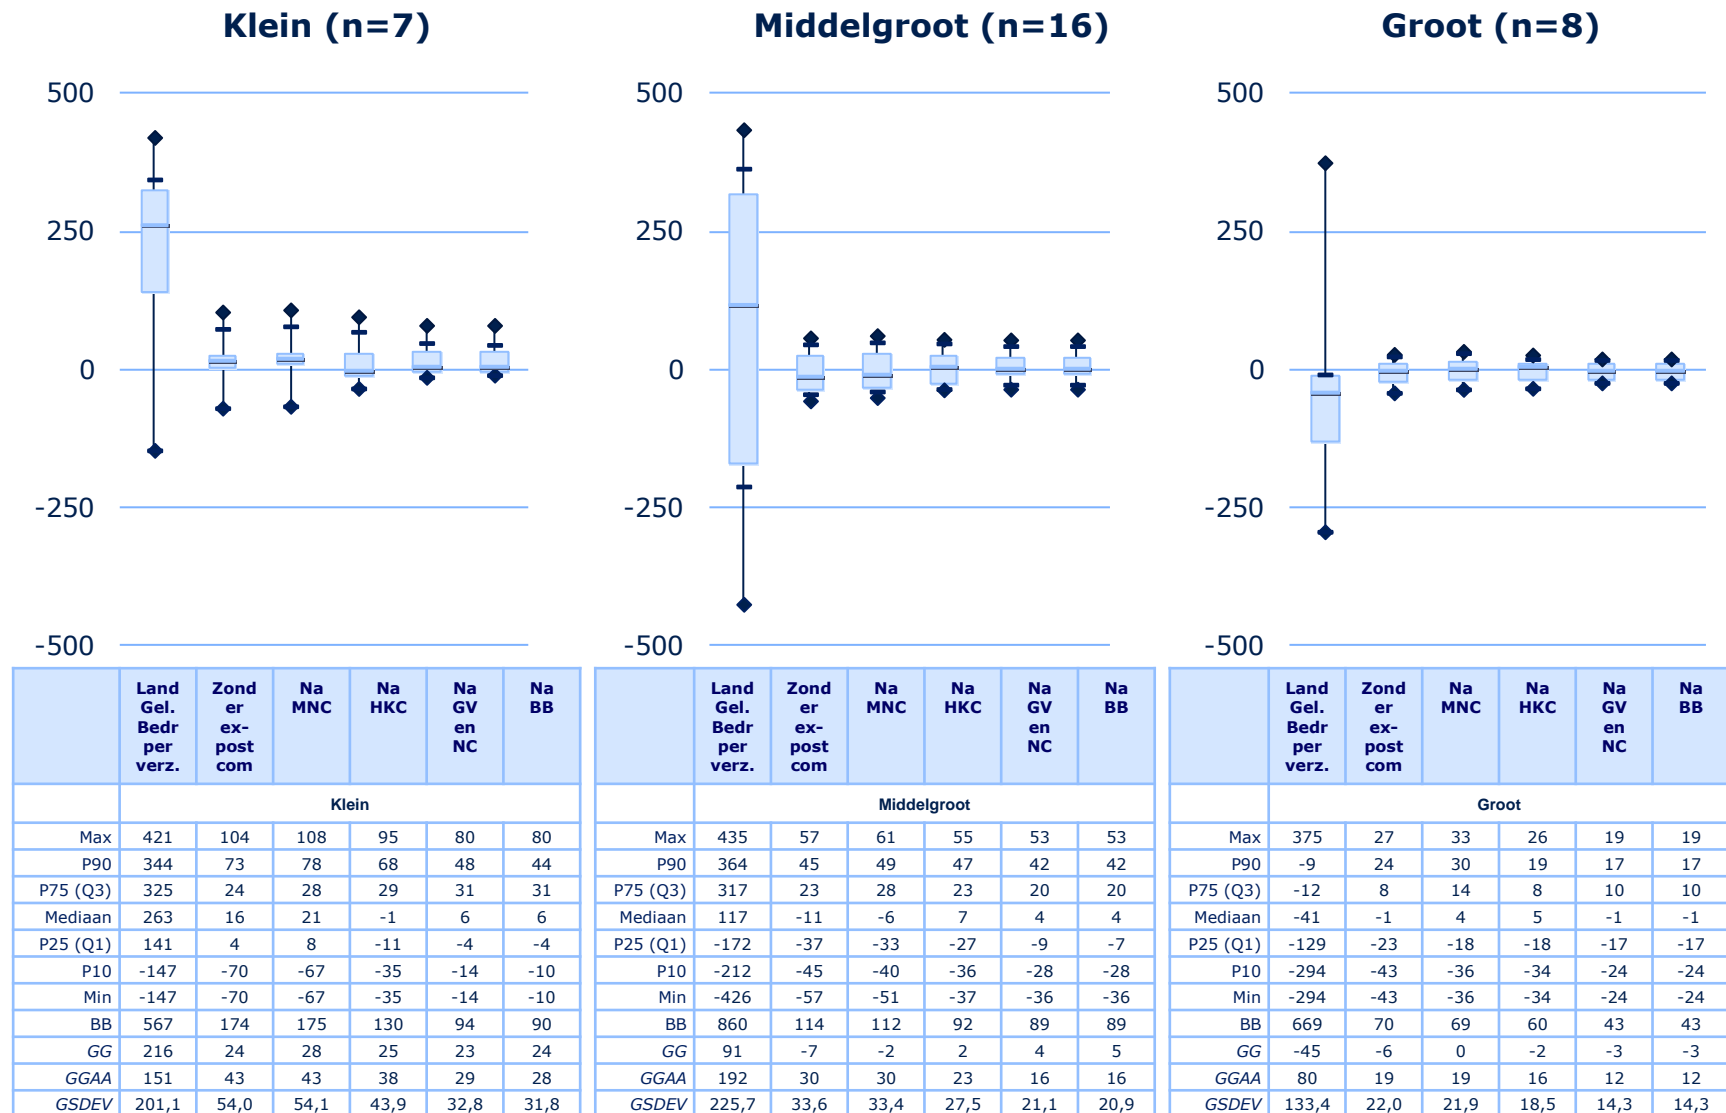 Klein (n=7)
Middelgroot (n=16)
Groot (n=8)
500
250
0
-250
-500
500
250
0
-250
-500
500
250
0
-250
-500
Land Gel. Bedr per verz. Zond er ex- post com Na MNC Na HKC Na GV en NC Na BB
Klein
Max 421 104 108 95 80 80
P90 344 73 78 68 48 44
P75 (Q3) 325 24 28 29 31 31
Mediaan 263 16 21 -1 6 6
P25 (Q1) 141 4 8 -11 -4 -4
P10 -147 -70 -67 -35 -14 -10
Min -147 -70 -67 -35 -14 -10
BB 567 174 175 130 94 90
GG 216 24 28 25 23 24
GGAA 151 43 43 38 29 28
GSDEV 201,1 54,0 54,1 43,9 32,8 31,8
Land Gel. Bedr per verz. Zond er ex- post com Na MNC Na HKC Na GV en NC Na BB
Middelgroot
Max 435 57 61 55 53 53
P90 364 45 49 47 42 42
P75 (Q3) 317 23 28 23 20 20
Mediaan 117 -11 -6 7 4 4
P25 (Q1) -172 -37 -33 -27 -9 -7
P10 -212 -45 -40 -36 -28 -28
Min -426 -57 -51 -37 -36 -36
BB 860 114 112 92 89 89
GG 91 -7 -2 2 4 5
GGAA 192 30 30 23 16 16
GSDEV 225,7 33,6 33,4 27,5 21,1 20,9
Land Gel. Bedr per verz. Zond er ex- post com Na MNC Na HKC Na GV en NC Na BB
Groot
Max 375 27 33 26 19 19
P90 -9 24 30 19 17 17
P75 (Q3) -12 8 14 8 10 10
Mediaan -41 -1 4 5 -1 -1
P25 (Q1) -129 -23 -18 -18 -17 -17
P10 -294 -43 -36 -34 -24 -24
Min -294 -43 -36 -34 -24 -24
BB 669 70 69 60 43 43
GG -45 -6 0 -2 -3 -3
GGAA 80 19 19 16 12 12
GSDEV 133,4 22,0 21,9 18,5 14,3 14,3